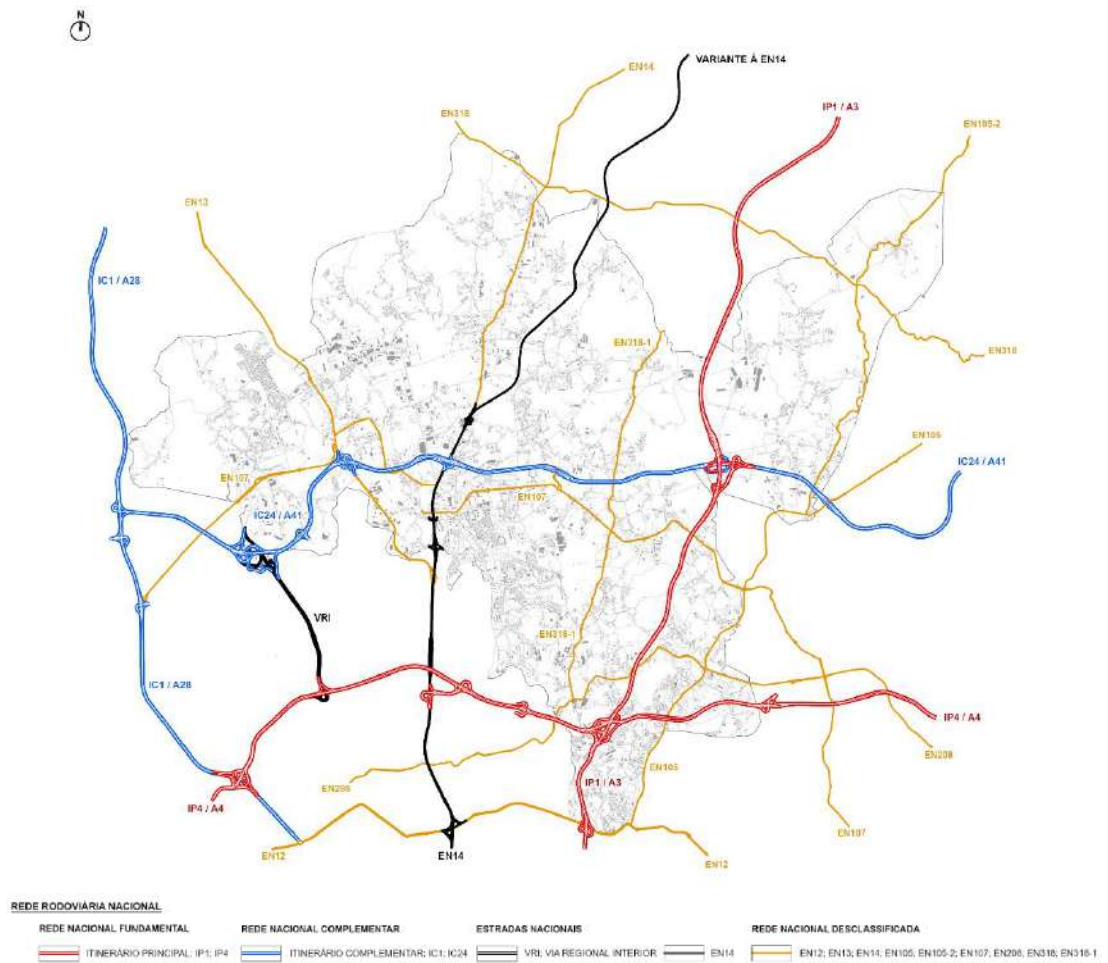 N
VARIANTE À EN14
EN14
IP1 / A3
EN318
EN105-2
EN13
IC1 / A28
EN318-1
EN318
EN105
IC24 / A41
EN107
EN107
IC24 / A41
VRI
EN318-1
IC1 / A28
IP4 / A4
EN208
EN105
IP1 / A3
EN208
IP4 / A4
EN107
EN12
EN14
EN12
REDE RODOVIÁRIA NACIONAL
REDE NACIONAL FUNDAMENTAL
REDE NACIONAL COMPLEMENTAR
ESTRADAS NACIONAIS
REDE NACIONAL DESCLASSIFICADA
ITINERÁRIO PRINCIPAL; IP1; IP4
ITINERÁRIO COMPLEMENTAR; IC1; IC24
VRI; VIA REGIONAL INTERIOR
EN14
EN12; EN13; EN14; EN105; EN105-2; EN107; EN208; EN318; EN318-1